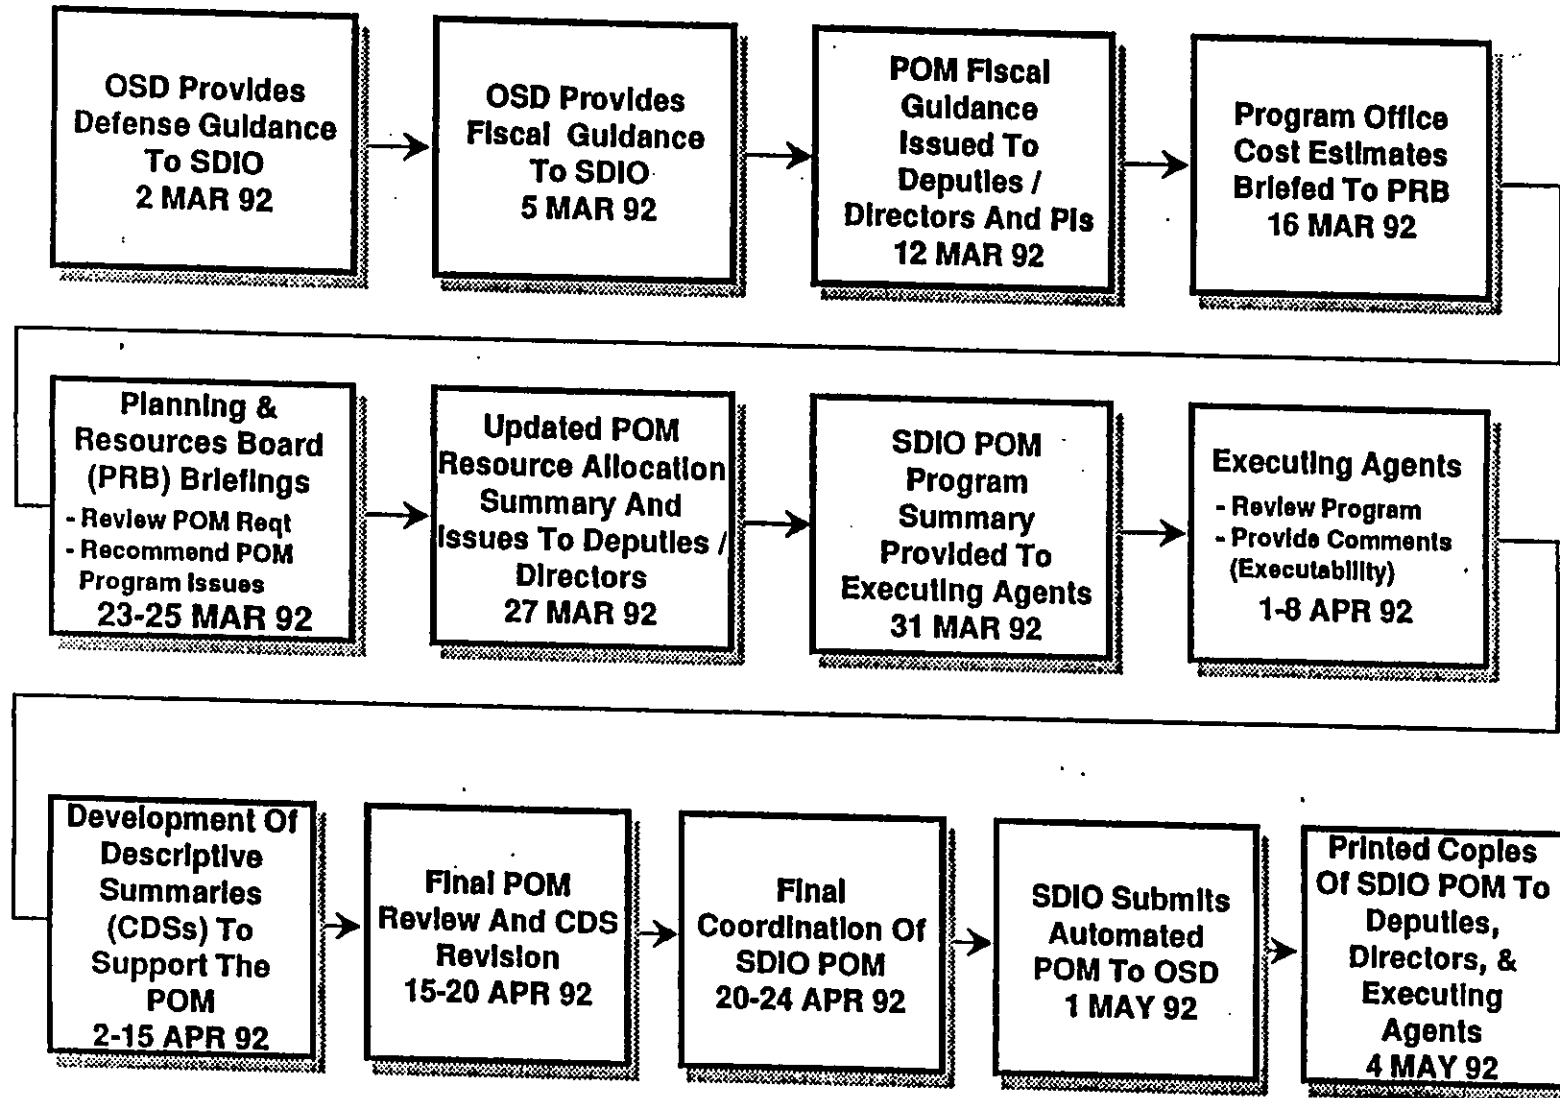 OSD Provides
Defense Guidance
To SDIO
2 MAR 92
OSD Provides
Fiscal Guidance
To SDIO
5 MAR 92
POM Fiscal
Guidance
Issued To
Deputies /
Directors And PIs
12 MAR 92
Program Office
Cost Estimates
Briefed To PRB
16 MAR 92
Planning &
Resources Board
(PRB) Briefings
- Review POM Reqt
- Recommend POM
Program Issues
23-25 MAR 92
Updated POM
Resource Allocation
Summary And
Issues To Deputies /
Directors
27 MAR 92
SDIO POM
Program
Summary
Provided To
Executing Agents
31 MAR 92
Executing Agents
- Review Program
- Provide Comments
(Executability)
1-8 APR 92
Development Of
Descriptive
Summaries
(CDSs) To
Support The
POM
2-15 APR 92
Final POM
Review And CDS
Revision
15-20 APR 92
Final
Coordination Of
SDIO POM
20-24 APR 92
SDIO Submits
Automated
POM To OSD
1 MAY 92
Printed Copies
Of SDIO POM To
Deputies,
Directors, &
Executing
Agents
4 MAY 92